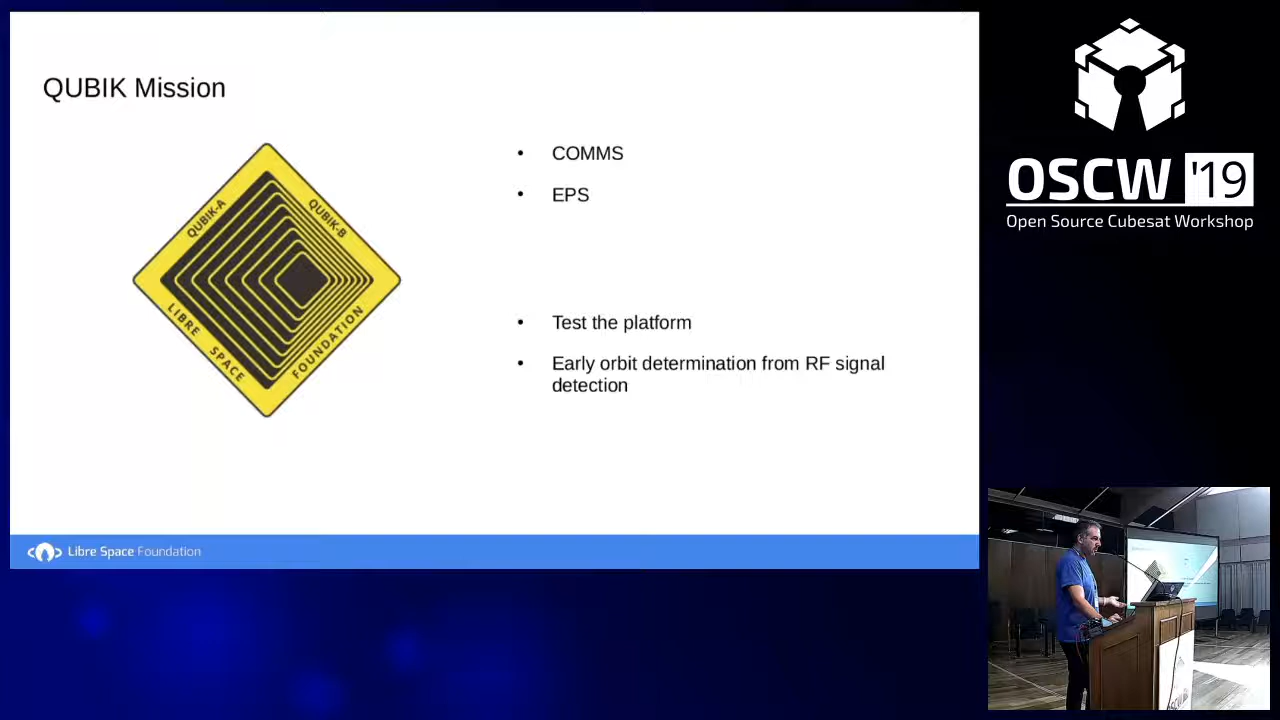 QUBIK Mission
QUBIK-A
QUBIK-B
LIBRE SPACE
FOUNDATION
• COMMS
• EPS
• Test the platform
• Early orbit determination from RF signal
detection
Libre Space Foundation
OSCW '19
Open Source Cubesat Workshop